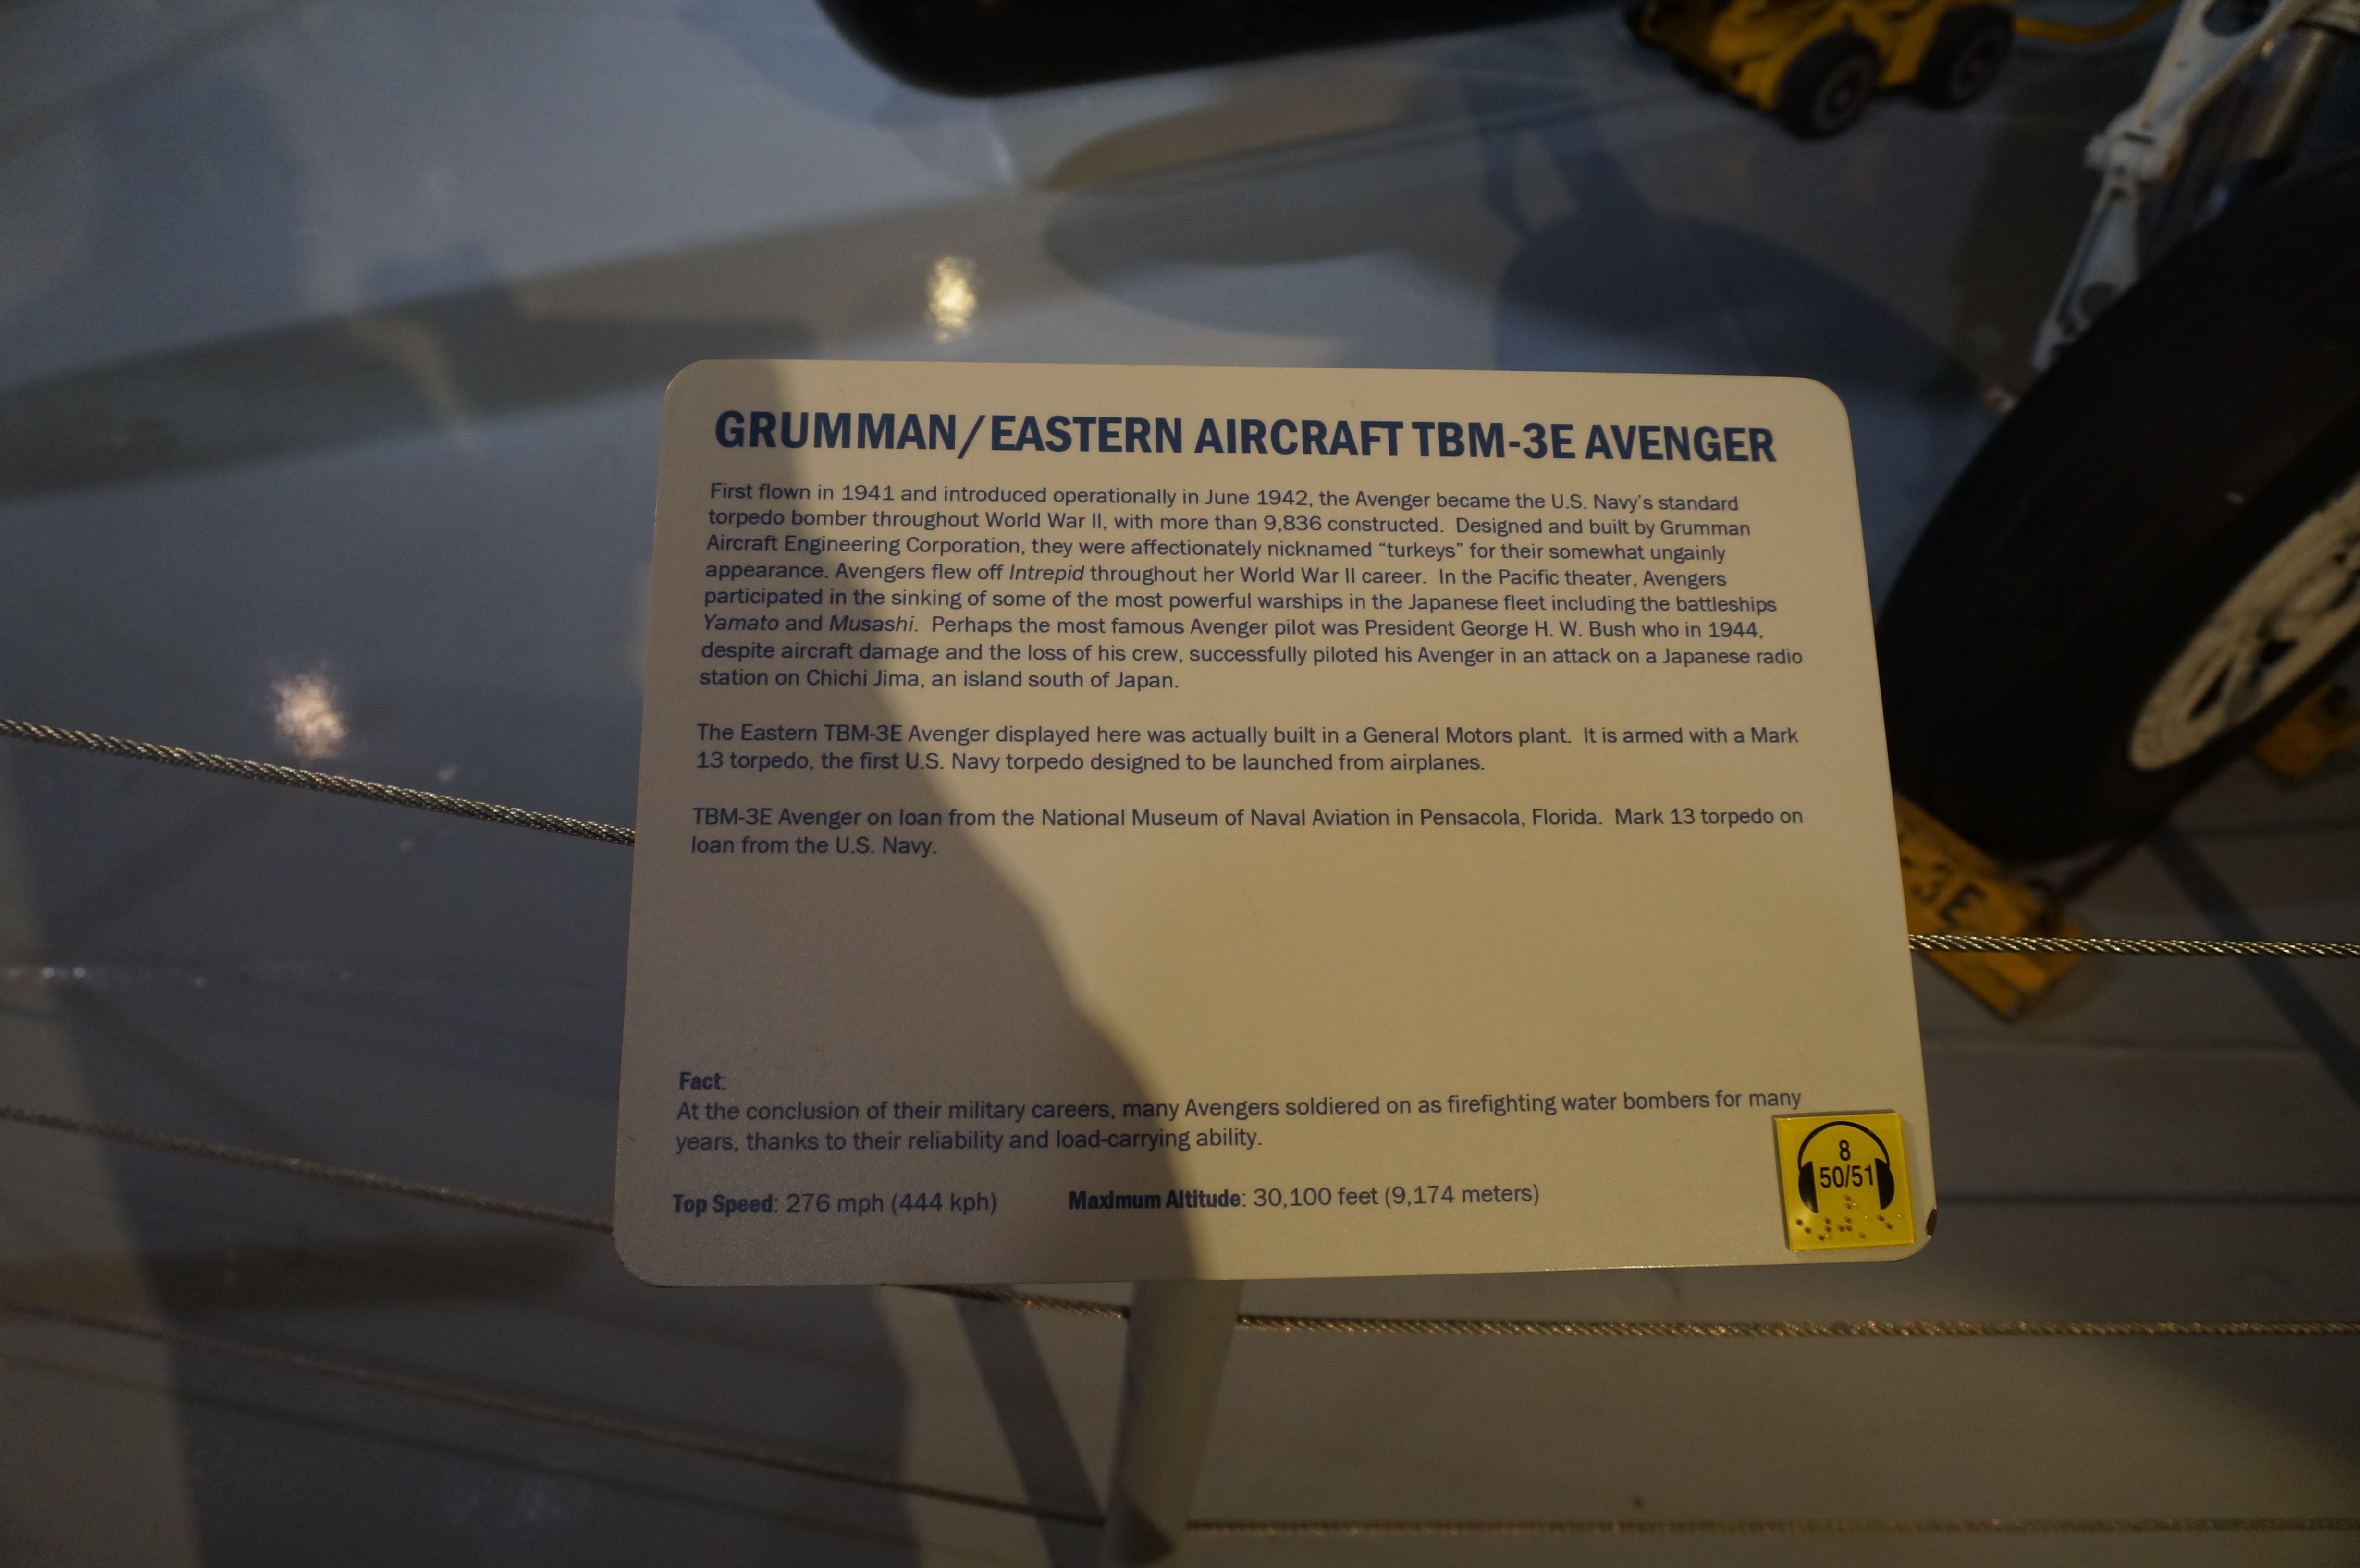 GRUMMAN/EASTERN AIRCRAFT TBM-3E AVENGER
First flown in 1941 and introduced operationally in June 1942, the Avenger became the U.S. Navy's standard
torpedo bomber throughout World War II, with more than 9,836 constructed. Designed and built by Grumman
Aircraft Engineering Corporation, they were affectionately nicknamed “turkeys” for their somewhat ungainly
appearance. Avengers flew off Intrepid throughout her World War II career. In the Pacific theater, Avengers
participated in the sinking of some of the most powerful warships in the Japanese fleet including the battleships
Yamato and Musashi. Perhaps the most famous Avenger pilot was President George H. W. Bush who in 1944,
despite aircraft damage and the loss of his crew, successfully piloted his Avenger in an attack on a Japanese radio
station on Chichi Jima, an island south of Japan.
The Eastern TBM-3E Avenger displayed here was actually built in a General Motors plant. It is armed with a Mark
13 torpedo, the first U.S. Navy torpedo designed to be launched from airplanes.
TBM-3E Avenger on loan from the National Museum of Naval Aviation in Pensacola, Florida. Mark 13 torpedo on
loan from the U.S. Navy.
Fact:
At the conclusion of their military careers, many Avengers soldiered on as firefighting water bombers for many
years, thanks to their reliability and load-carrying ability.
Top Speed: 276 mph (444 kph) Maximum Altitude: 30,100 feet (9,174 meters)
8
50/51
3E